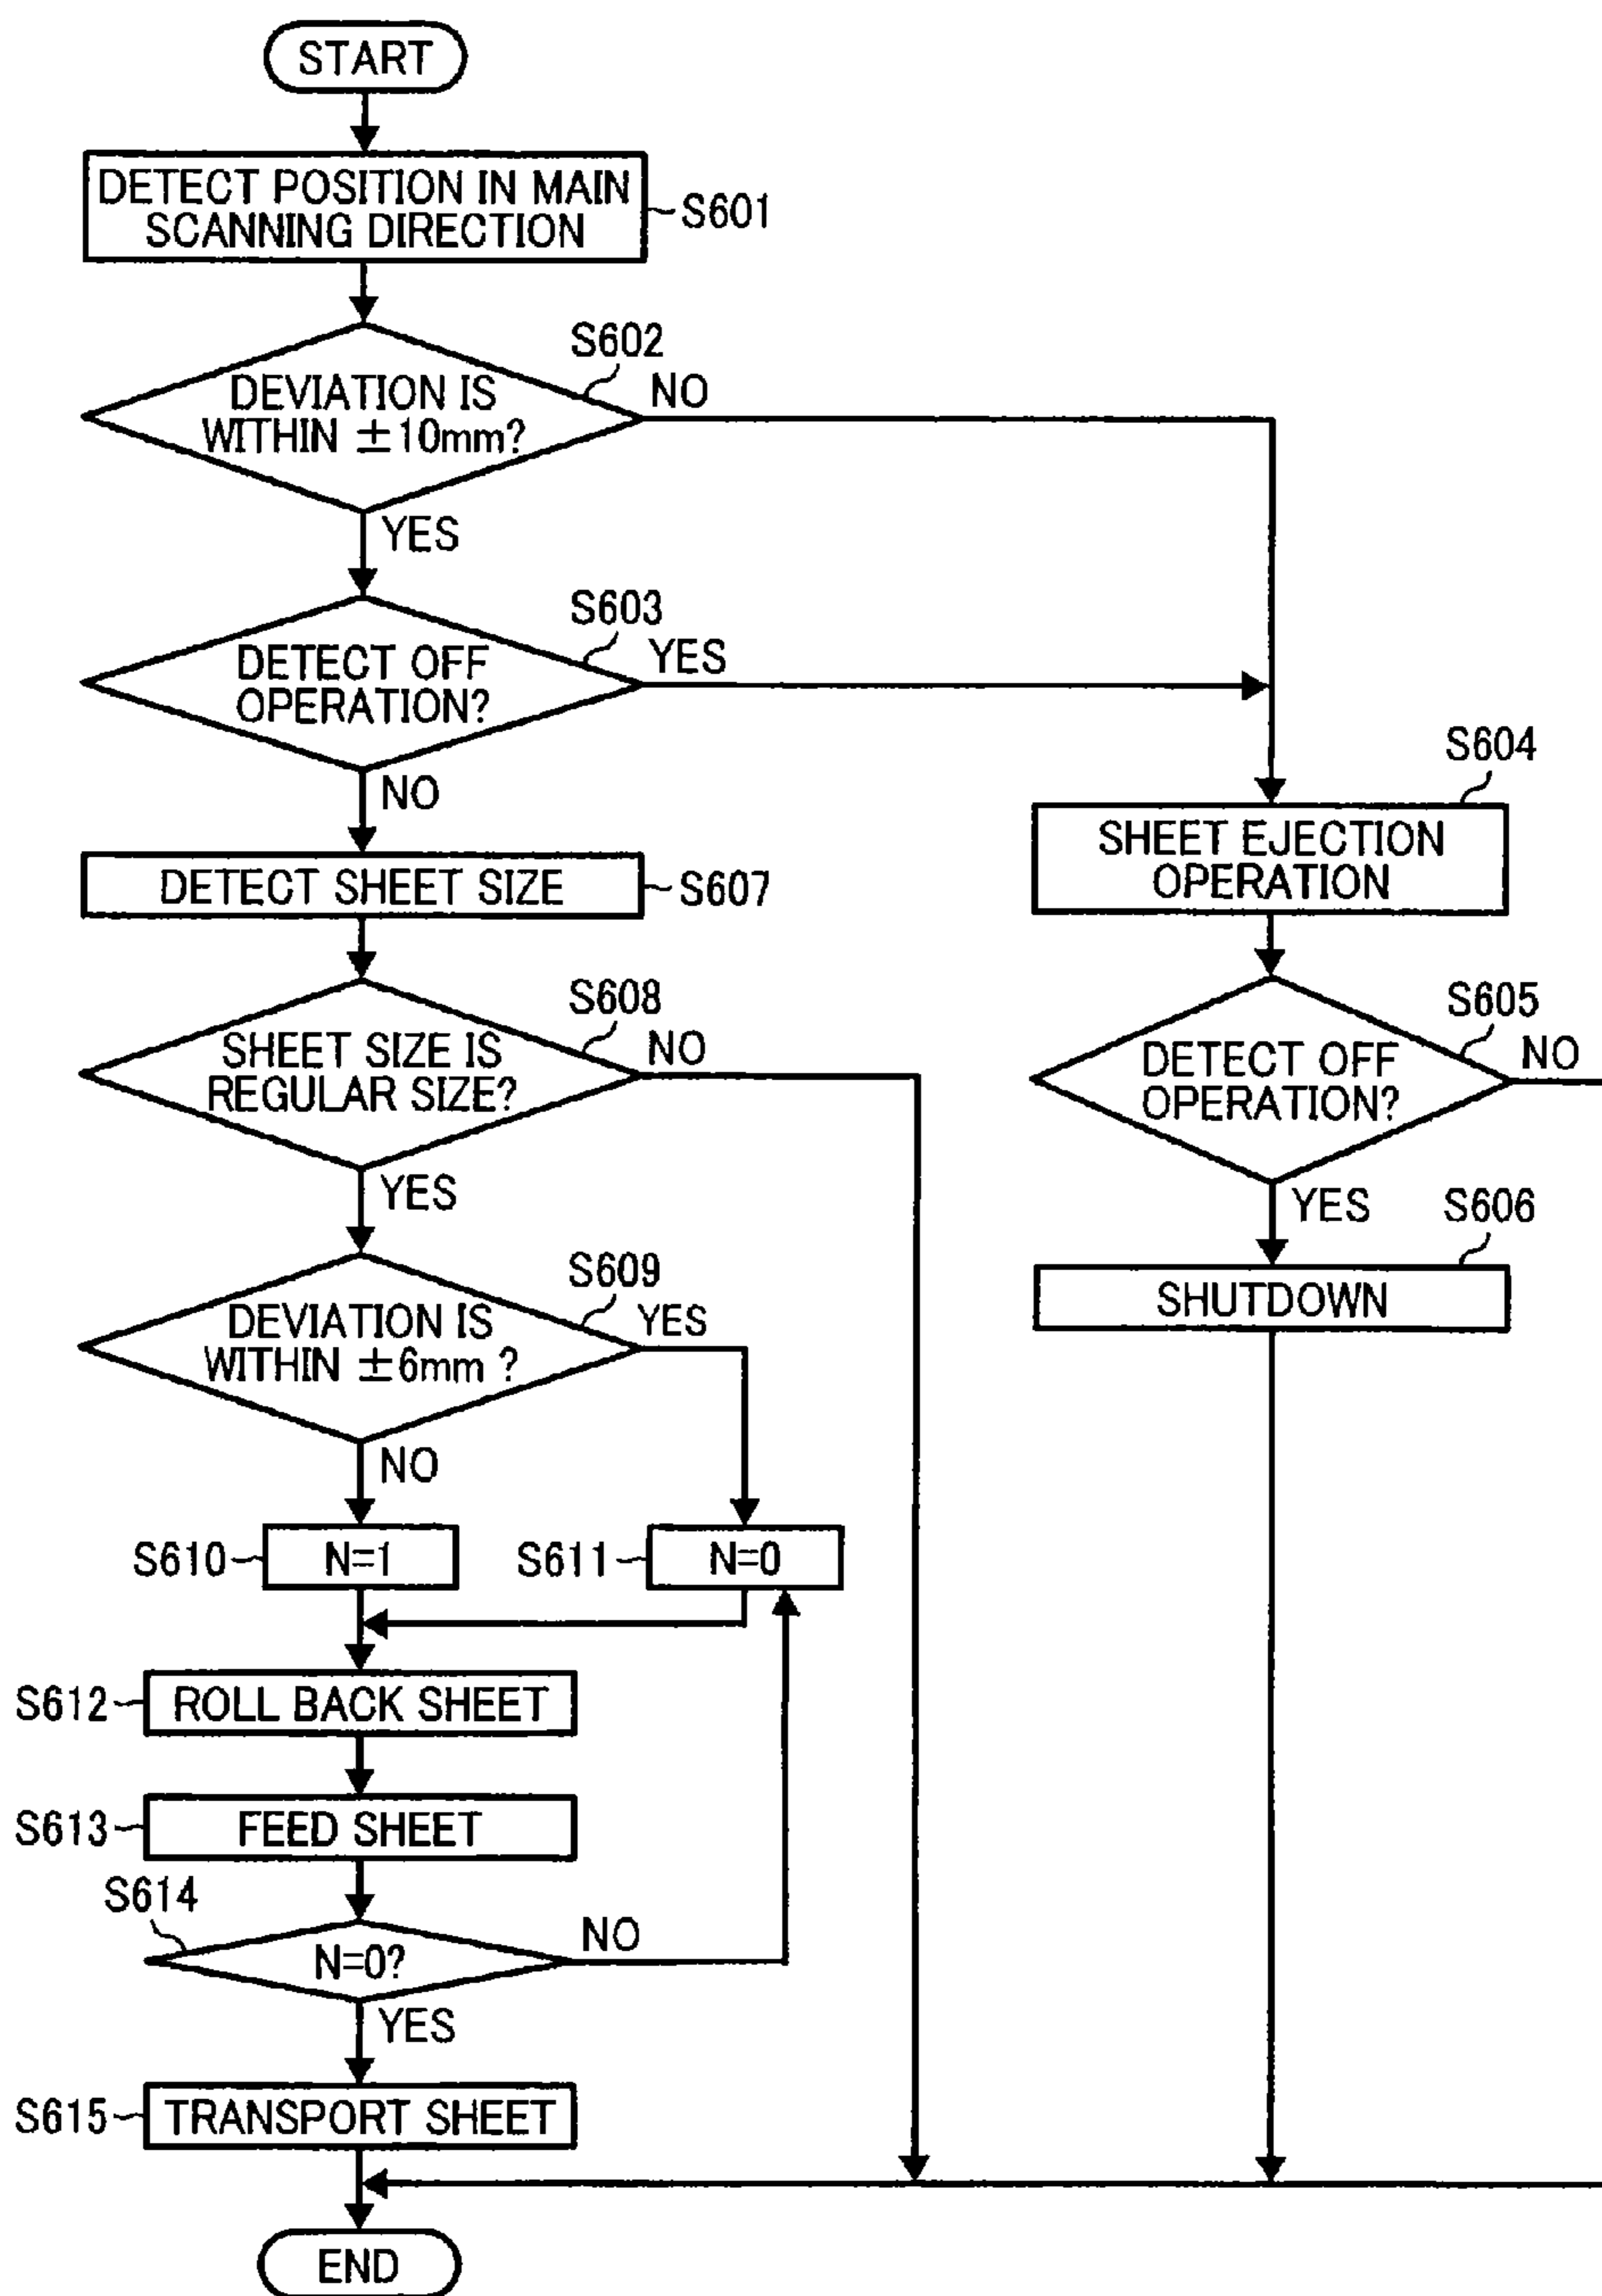 START
DETECT POSITION IN MAIN
SCANNING DIRECTION
S601
S602
DEVIATION IS
WITHIN ±10mm?
NO
YES
S603
DETECT OFF
OPERATION?
YES
NO
S604
SHEET EJECTION
OPERATION
DETECT SHEET SIZE
S607
S608
SHEET SIZE IS
REGULAR SIZE?
NO
YES
S605
DETECT OFF
OPERATION?
NO
YES
S606
SHUTDOWN
S609
DEVIATION IS
WITHIN ±6mm ?
YES
NO
S610
N=1
S611
N=0
S612
ROLL BACK SHEET
S613
FEED SHEET
S614
N=0?
NO
YES
S615
TRANSPORT SHEET
END